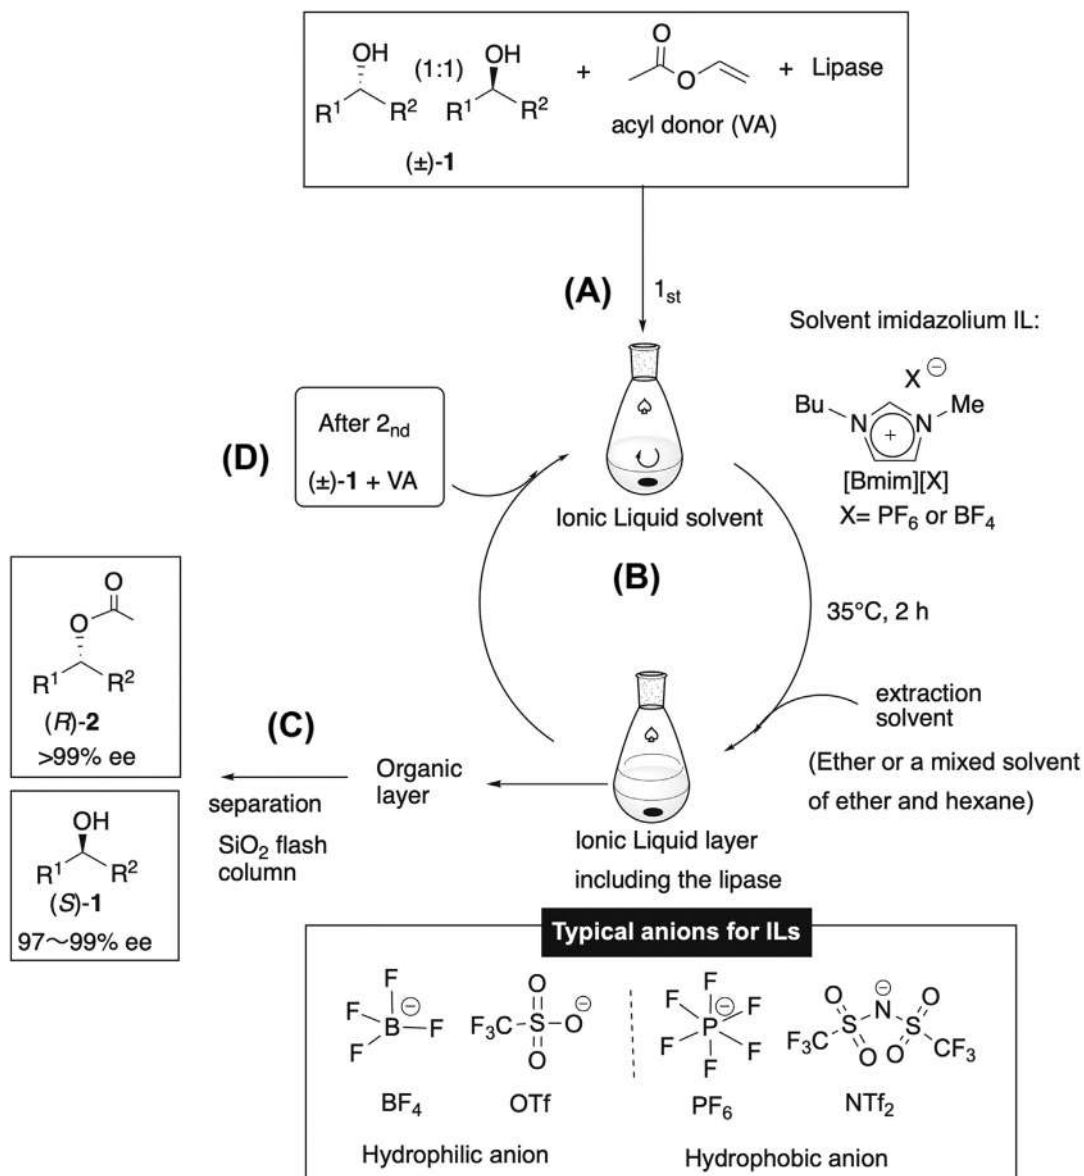 OH
(1:1)
OH
R1
R2
R1
R2
(±)-1
+
O
O
acyl donor (VA)
+ Lipase
(A)
1st
Solvent imidazolium IL:
X ⊖
Bu
N
N
Me
+
[Bmim][X]
X= PF6 or BF4
(D)
After 2nd
(±)-1 + VA
Ionic Liquid solvent
(B)
35°C, 2 h
extraction
solvent
(Ether or a mixed solvent
of ether and hexane)
O
O
R1
R2
(R)-2
>99% ee
(C)
separation
SiO2 flash
column
Organic
layer
OH
R1
R2
(S)-1
97〜99% ee
Ionic Liquid layer
including the lipase
Typical anions for ILs
F
F
B
⊖
F
F
BF4
O
F3C
S
O
⊖
O
OTf
F
F
F
P
⊖
F
F
F
PF6
O
⊖
N
O
S
S
F3C
O
O
CF3
NTf2
Hydrophilic anion
Hydrophobic anion